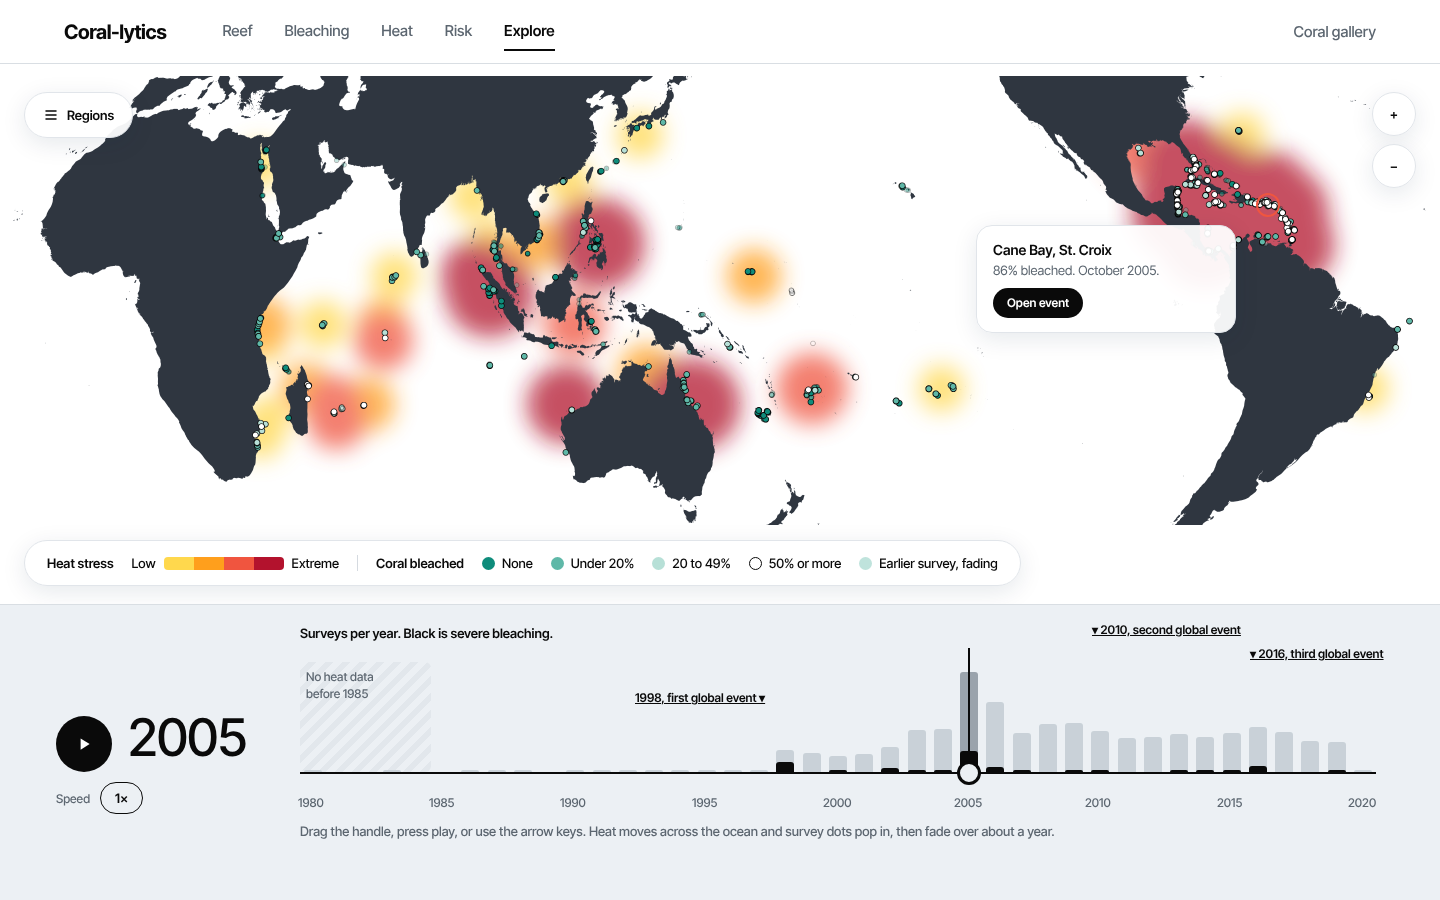 Coral-lytics
Reef
Bleaching
Heat
Risk
Explore
Coral gallery
Regions
+
−
Cane Bay, St. Croix
86% bleached. October 2005.
Open event
Heat stress
Low
Extreme
Coral bleached
None
Under 20%
20 to 49%
50% or more
Earlier survey, fading
Surveys per year. Black is severe bleaching.
▾ 2010, second global event
▾ 2016, third global event
No heat data
before 1985
1998, first global event ▾
2005
Speed
1×
1980
1985
1990
1995
2000
2005
2010
2015
2020
Drag the handle, press play, or use the arrow keys. Heat moves across the ocean and survey dots pop in, then fade over about a year.